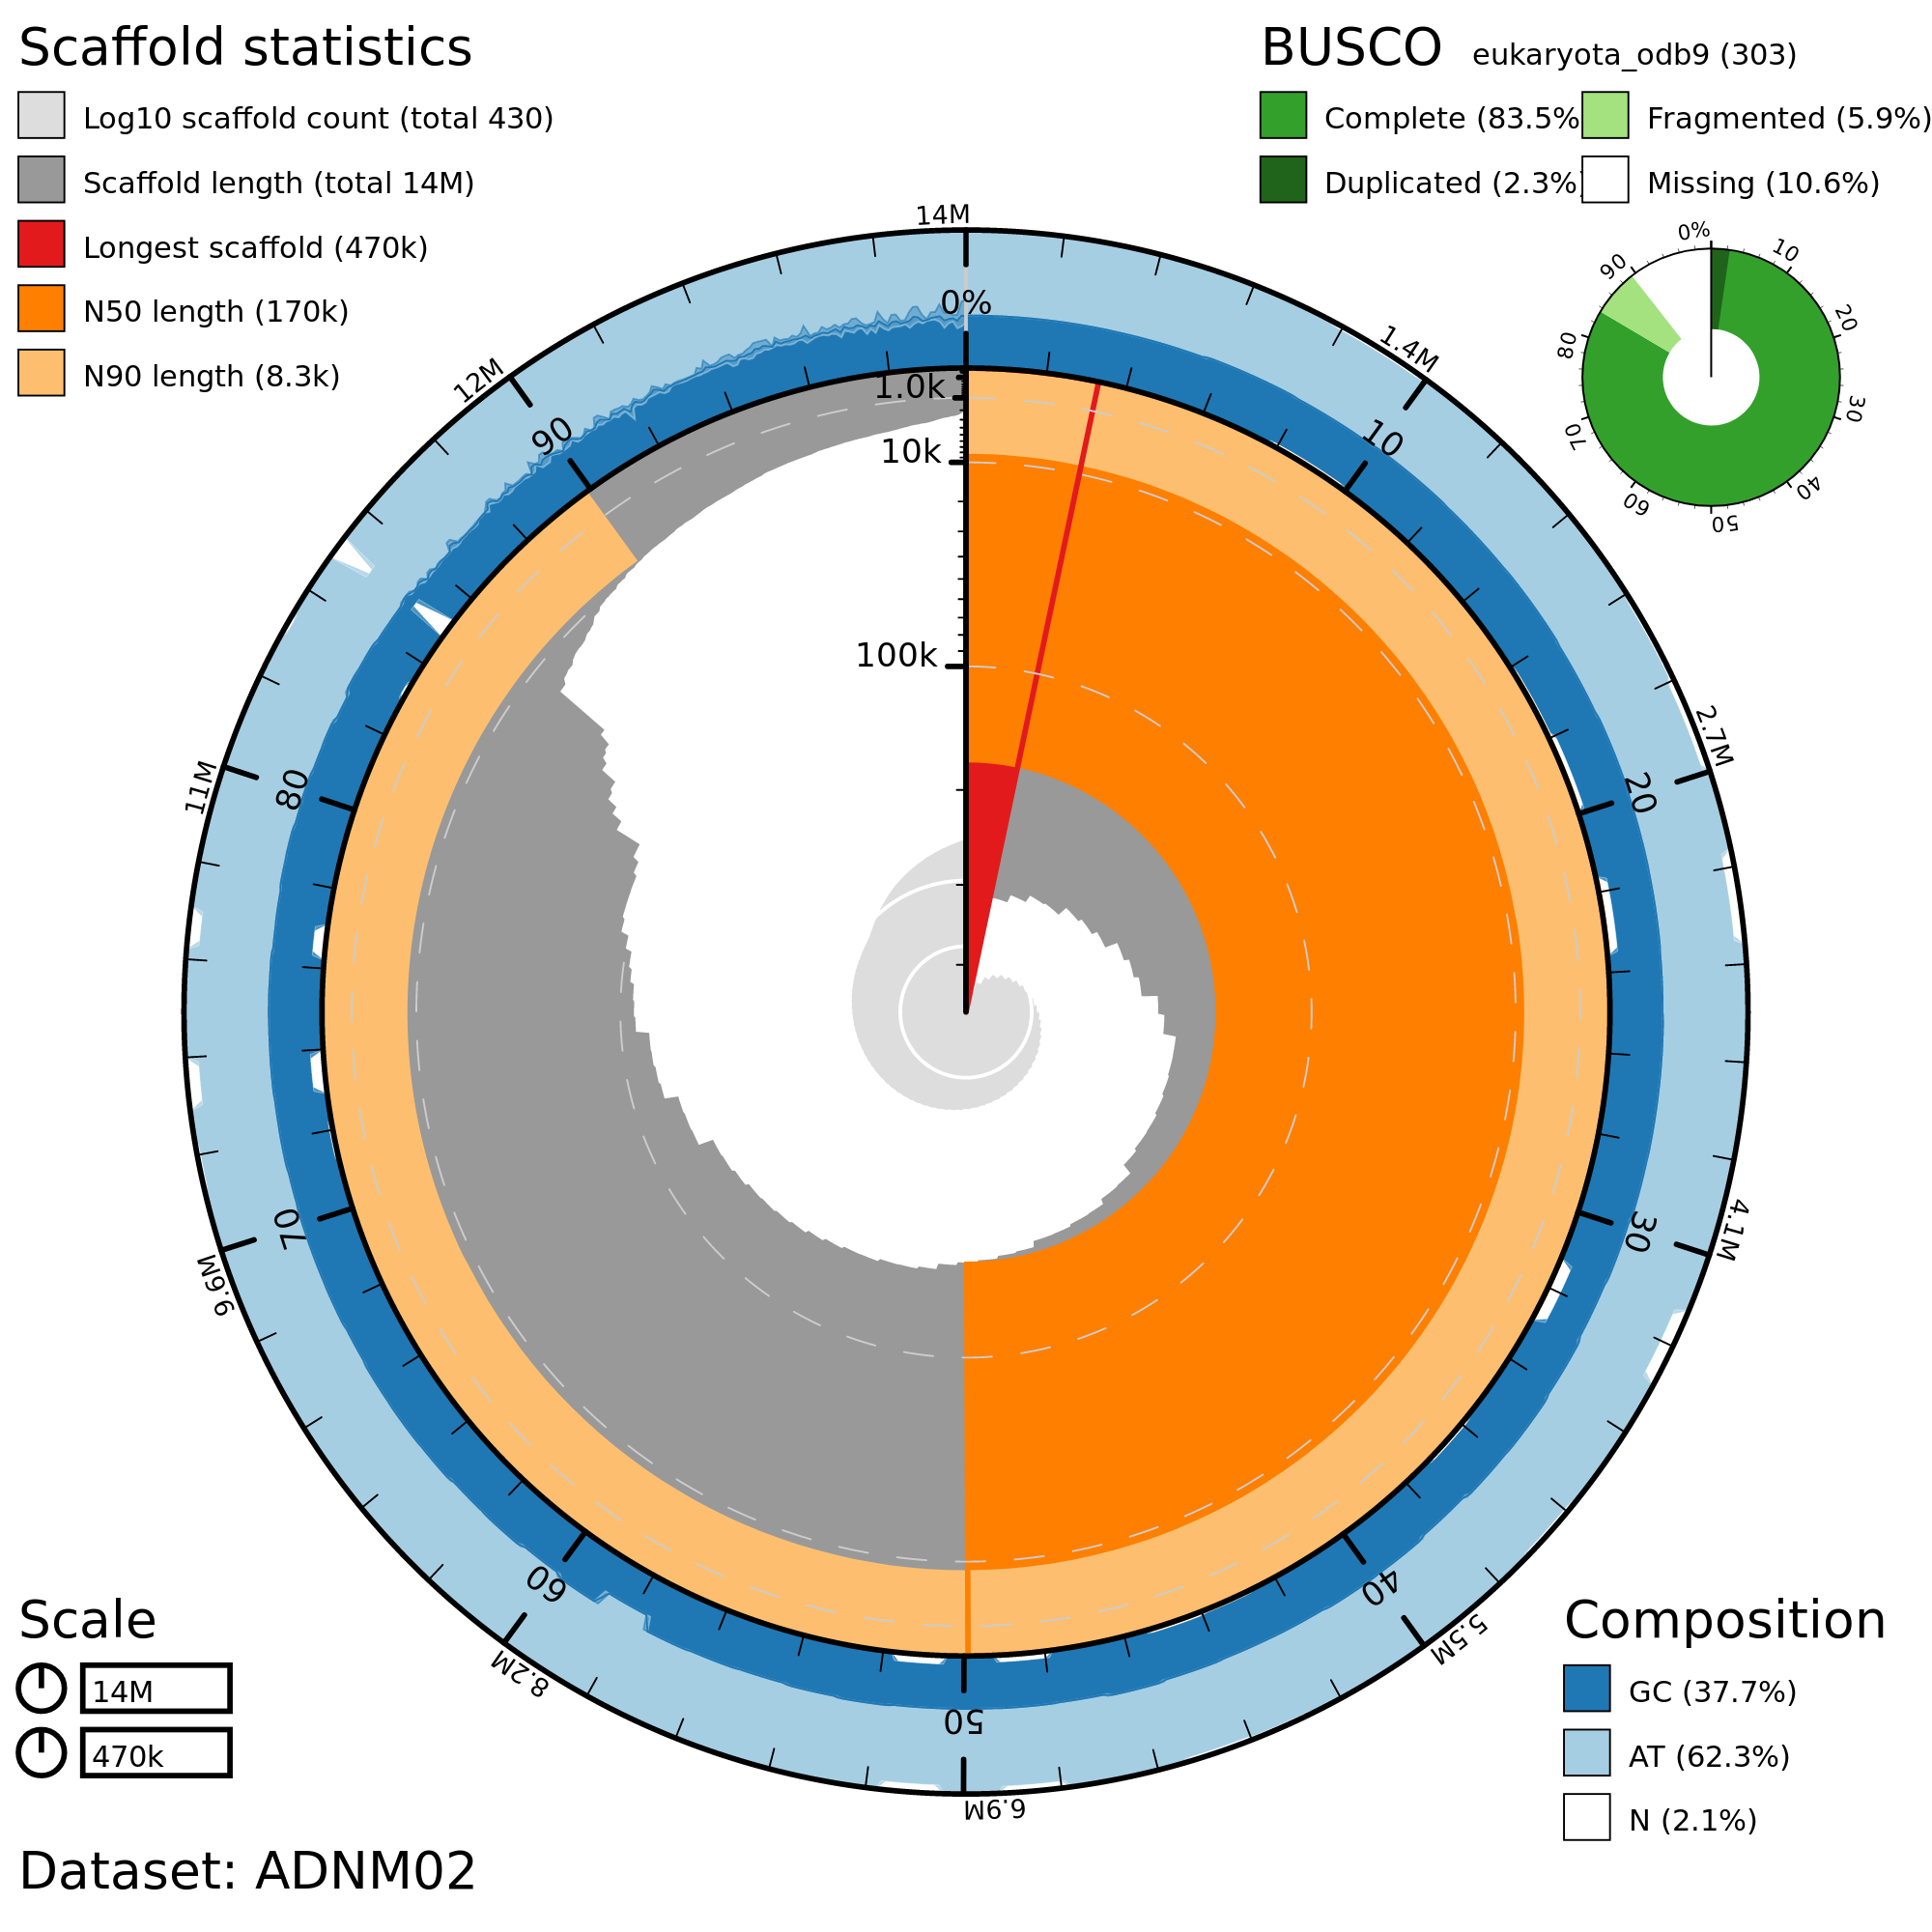 Scaffold statistics
Log10 scaffold count (total 430)
Scaffold length (total 14M)
Longest scaffold (470k)
N50 length (170k)
N90 length (8.3k)
BUSCO eukaryota_odb9 (303)
Complete (83.5% Fragmented (5.9%)
Duplicated (2.3%) Missing (10.6%)
0%
10
20
30
40
50
60
70
80
90
14M
1.4M
2.7M
4.1M
5.5M
6.9M
8.2M
9.6M
11M
12M
0%
10
20
30
40
50
60
70
80
90
1.0k
10k
100k
Scale
14M
470k
Composition
GC (37.7%)
AT (62.3%)
N (2.1%)
Dataset: ADNM02